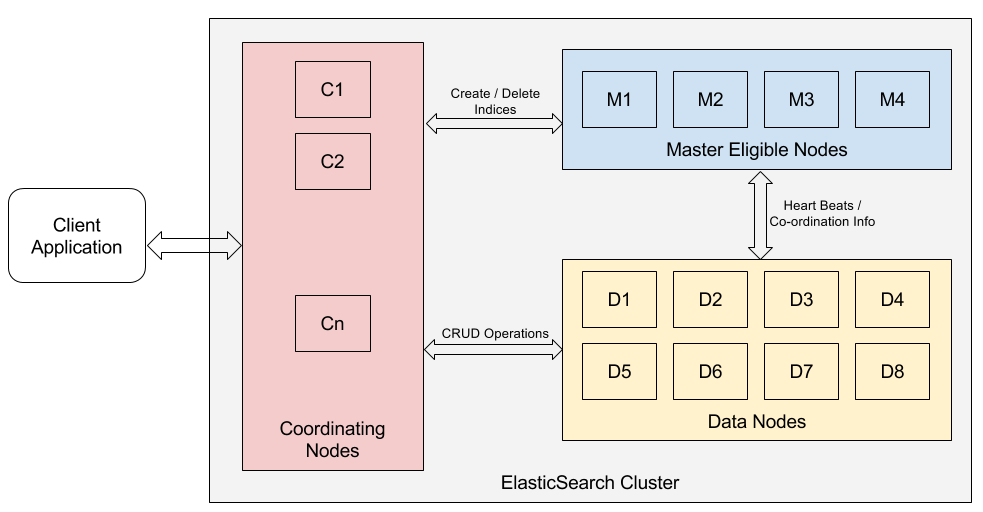 Client
Application
C1
C2
Cn
Coordinating
Nodes
Create / Delete
Indices
CRUD Operations
M1 M2 M3 M4
Master Eligible Nodes
Heart Beats /
Co-ordination Info
D1 D2 D3 D4
D5 D6 D7 D8
Data Nodes
ElasticSearch Cluster